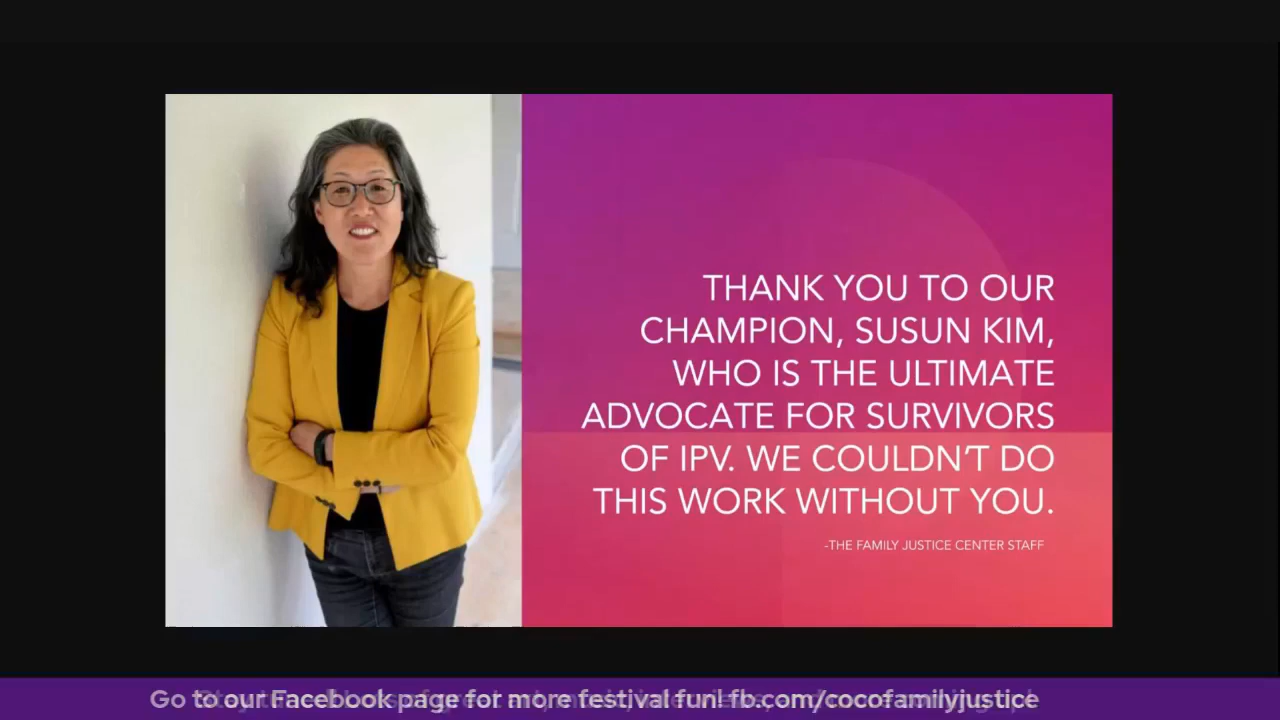 THANK YOU TO OUR
CHAMPION, SUSUN KIM,
WHO IS THE ULTIMATE
ADVOCATE FOR SURVIVORS
OF IPV. WE COULDN'T DO
THIS WORK WITHOUT YOU.
-THE FAMILY JUSTICE CENTER STAFF
Go to our Facebook page for more festival fun! fb.com/cocofamilyjustice